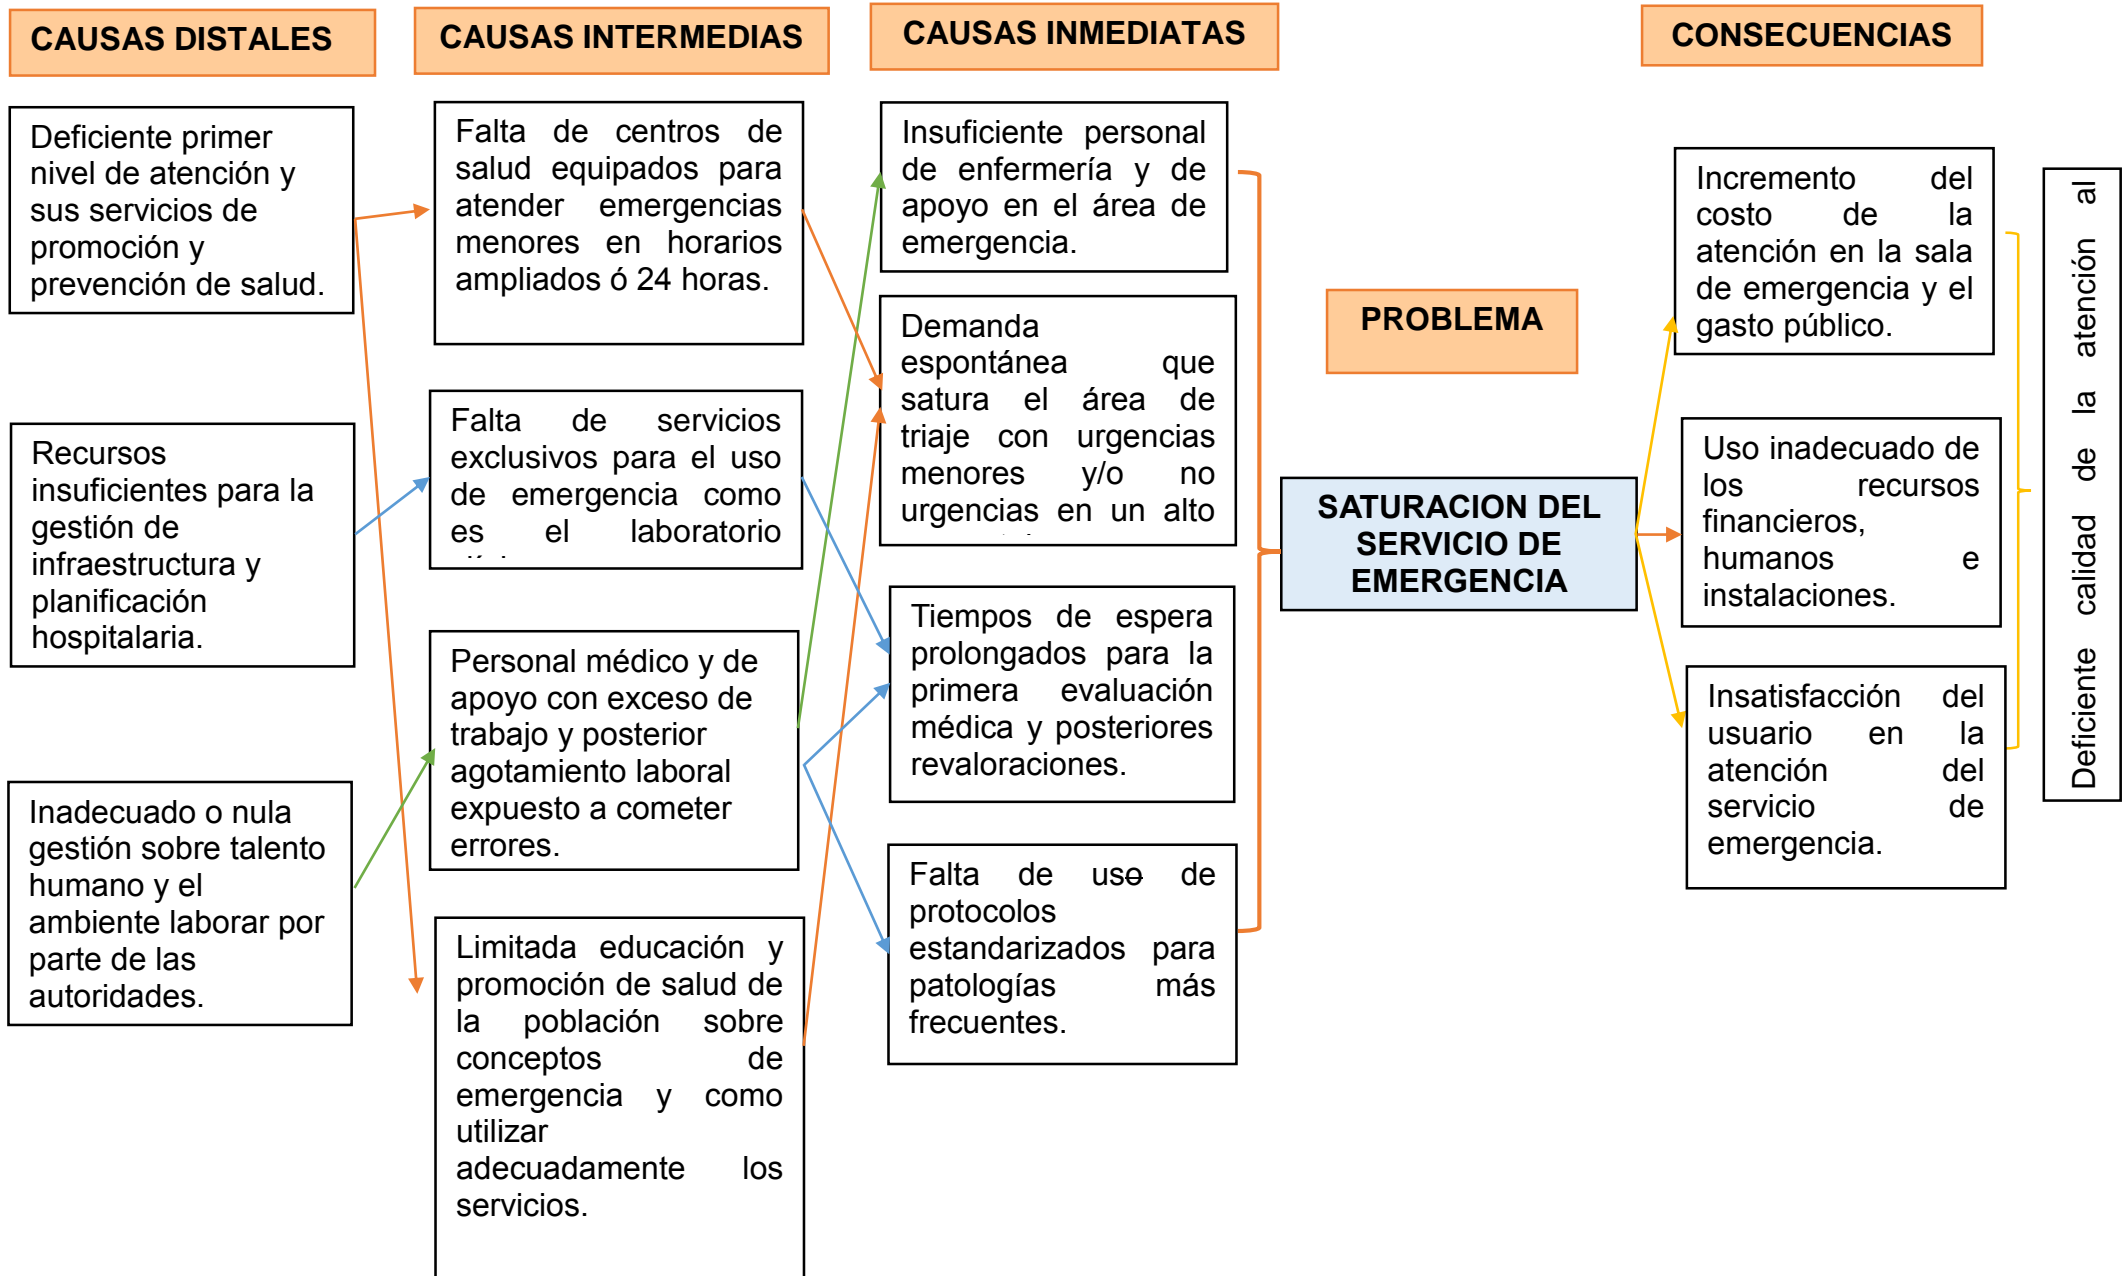 CAUSAS DISTALES
CAUSAS INTERMEDIAS
CAUSAS INMEDIATAS
CONSECUENCIAS
Deficiente primer
nivel de atención y
sus servicios de
promoción y
prevención de salud.
Recursos
insuficientes para la
gestión de
infraestructura y
planificación
hospitalaria.
Inadecuado o nula
gestión sobre talento
humano y el
ambiente laborar por
parte de las
autoridades.
Falta de centros de
salud equipados para
atender emergencias
menores en horarios
ampliados ó 24 horas.
Falta de servicios
exclusivos para el uso
de emergencia como
es el laboratorio
Personal médico y de
apoyo con exceso de
trabajo y posterior
agotamiento laboral
expuesto a cometer
errores.
Limitada educación y
promoción de salud de
la población sobre
conceptos de
emergencia y como
utilizar
adecuadamente los
servicios.
Insuficiente personal
de enfermería y de
apoyo en el área de
emergencia.
Demanda
espontánea que
satura el área de
triaje con urgencias
menores y/o no
urgencias en un alto
Tiempos de espera
prolongados para la
primera evaluación
médica y posteriores
revaloraciones.
Falta de uso de
protocolos
estandarizados para
patologías más
frecuentes.
PROBLEMA
SATURACION DEL
SERVICIO DE
EMERGENCIA
Incremento del
costo de la
atención en la sala
de emergencia y el
gasto público.
Uso inadecuado de
los recursos
financieros,
humanos e
instalaciones.
Insatisfacción del
usuario en la
atención del
servicio de
emergencia.
Deficiente calidad de la atención al